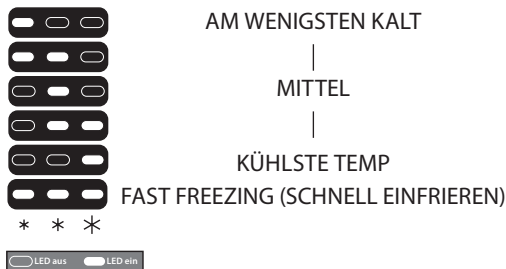 AM WENIGSTEN KALT
MITTEL
KÜHLSTE TEMP
FAST FREEZING (SCHNELL EINFRIEREN)
LED aus LED ein